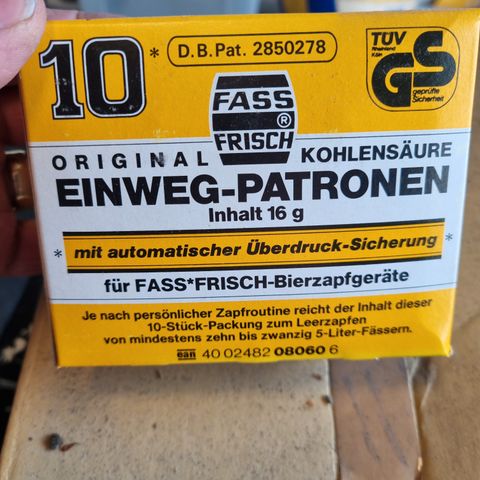 10* D.B.Pat. 2850278
TÜV
Rheinland
Köln
GS
geprüfte
Sicherheit
FASS
®
FRISCH
ORIGINAL KOHLENSÄURE
EINWEG-PATRONEN
Inhalt 16 g
* mit automatischer Überdruck-Sicherung *
für FASS*FRISCH-Bierzapfgeräte
Je nach persönlicher Zapfroutine reicht der Inhalt dieser
10-Stück-Packung zum Leerzapfen
von mindestens zehn bis zwanzig 5-Liter-Fässern.
ean 40 02482 08060 6